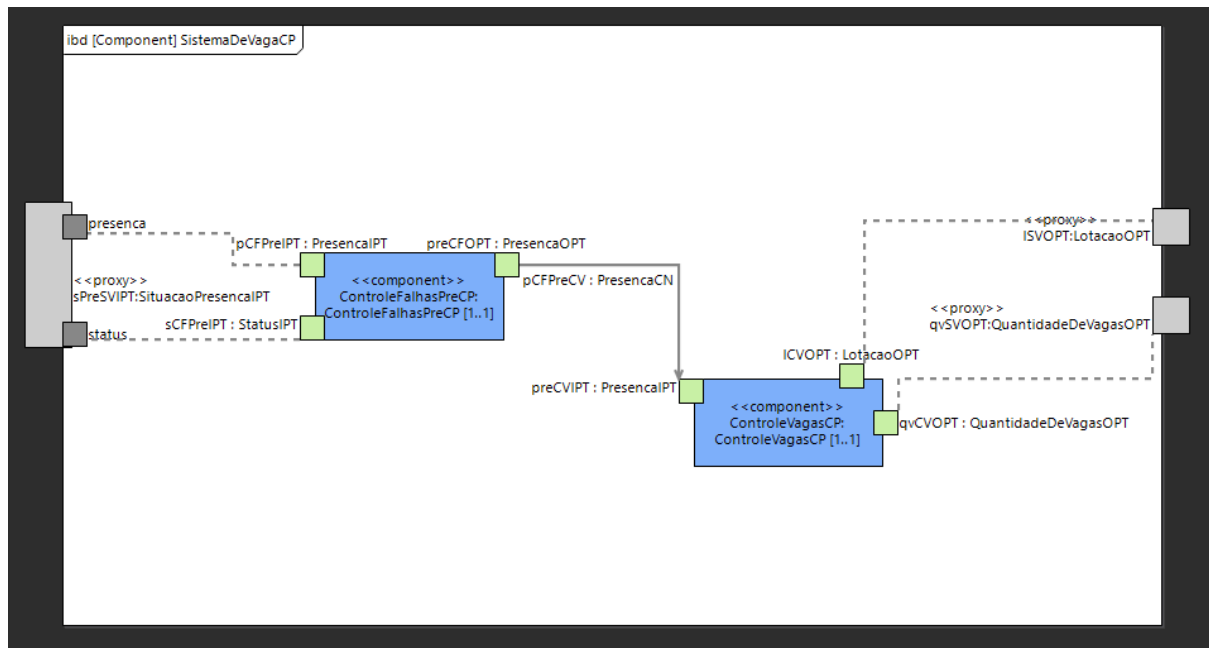 ibd [Component] SistemaDeVagaCP
presenca
<<proxy>>
sPreSVIPT:SituacaoPresencaIPT
status
pCFPreIPT : PresencaIPT
preCFOPT : PresencaOPT
<<component>>
ControleFalhasPreCP:
ControleFalhasPreCP [1..1]
sCFPreIPT : StatusIPT
pCFPreCV : PresencaCN
<<proxy>>
lSVOPT:LotacaoOPT
<<proxy>>
qvSVOPT:QuantidadeDeVagasOPT
lCVOPT : LotacaoOPT
preCVIPT : PresencaIPT
<<component>>
ControleVagasCP:
ControleVagasCP [1..1]
qvCVOPT : QuantidadeDeVagasOPT